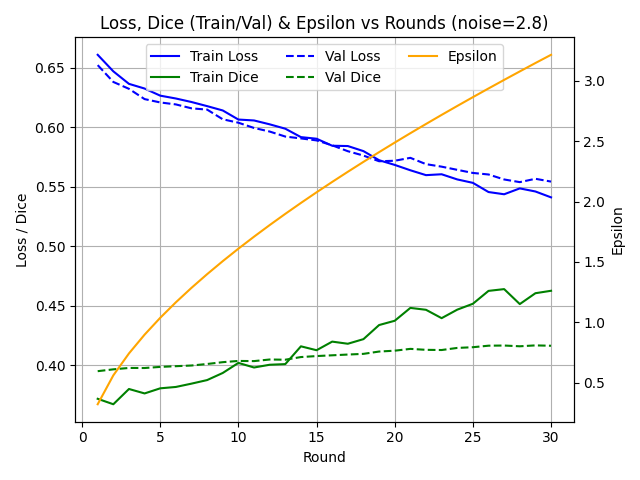 Loss, Dice (Train/Val) & Epsilon vs Rounds (noise=2.8)
Train Loss
Train Dice
Val Loss
Val Dice
Epsilon
Loss / Dice
0.65
0.60
0.55
0.50
0.45
0.40
3.0
2.5
2.0
1.5
1.0
0.5
Epsilon
0 5 10 15 20 25 30
Round